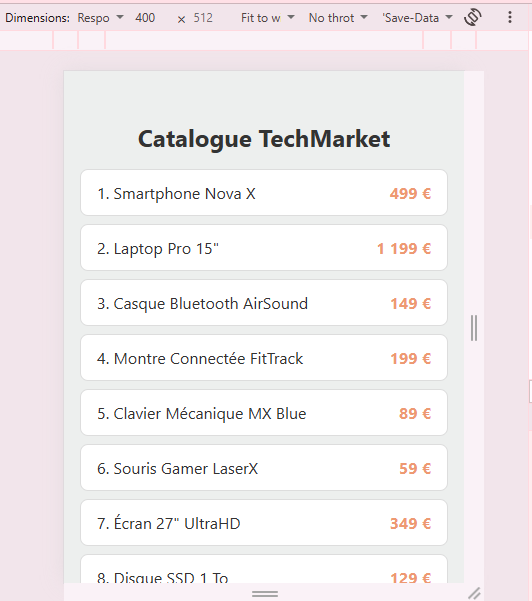 Dimensions: Respo 400 × 512 Fit to w No throt 'Save-Data
Catalogue TechMarket
1. Smartphone Nova X 499 €
2. Laptop Pro 15" 1 199 €
3. Casque Bluetooth AirSound 149 €
4. Montre Connectée FitTrack 199 €
5. Clavier Mécanique MX Blue 89 €
6. Souris Gamer LaserX 59 €
7. Écran 27" UltraHD 349 €
8. Disque SSD 1 To 129 €